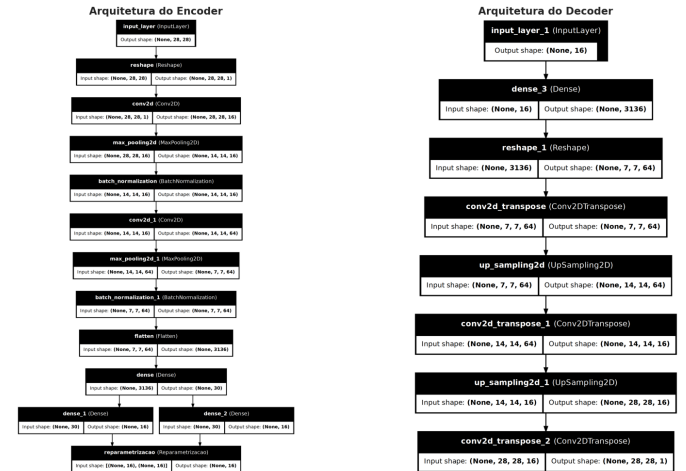 Arquitetura do Encoder
input_layer (InputLayer)
Output shape: (None, 28, 28)
reshape (Reshape)
Input shape: (None, 28, 28) Output shape: (None, 28, 28, 1)
conv2d (Conv2D)
Input shape: (None, 28, 28, 1) Output shape: (None, 28, 28, 16)
max_pooling2d (MaxPooling2D)
Input shape: (None, 28, 28, 16) Output shape: (None, 14, 14, 16)
batch_normalization (BatchNormalization)
Input shape: (None, 14, 14, 16) Output shape: (None, 14, 14, 16)
conv2d_1 (Conv2D)
Input shape: (None, 14, 14, 16) Output shape: (None, 14, 14, 64)
max_pooling2d_1 (MaxPooling2D)
Input shape: (None, 14, 14, 64) Output shape: (None, 7, 7, 64)
batch_normalization_1 (BatchNormalization)
Input shape: (None, 7, 7, 64) Output shape: (None, 7, 7, 64)
flatten (Flatten)
Input shape: (None, 7, 7, 64) Output shape: (None, 3136)
dense (Dense)
Input shape: (None, 3136) Output shape: (None, 30)
dense_1 (Dense)
Input shape: (None, 30) Output shape: (None, 16)
dense_2 (Dense)
Input shape: (None, 30) Output shape: (None, 16)
reparametrizacao (Reparametrizacao)
Input shape: [(None, 16), (None, 16)] Output shape: (None, 16)
Arquitetura do Decoder
input_layer_1 (InputLayer)
Output shape: (None, 16)
dense_3 (Dense)
Input shape: (None, 16) Output shape: (None, 3136)
reshape_1 (Reshape)
Input shape: (None, 3136) Output shape: (None, 7, 7, 64)
conv2d_transpose (Conv2DTranspose)
Input shape: (None, 7, 7, 64) Output shape: (None, 7, 7, 64)
up_sampling2d (UpSampling2D)
Input shape: (None, 7, 7, 64) Output shape: (None, 14, 14, 64)
conv2d_transpose_1 (Conv2DTranspose)
Input shape: (None, 14, 14, 64) Output shape: (None, 14, 14, 16)
up_sampling2d_1 (UpSampling2D)
Input shape: (None, 14, 14, 16) Output shape: (None, 28, 28, 16)
conv2d_transpose_2 (Conv2DTranspose)
Input shape: (None, 28, 28, 16) Output shape: (None, 28, 28, 1)